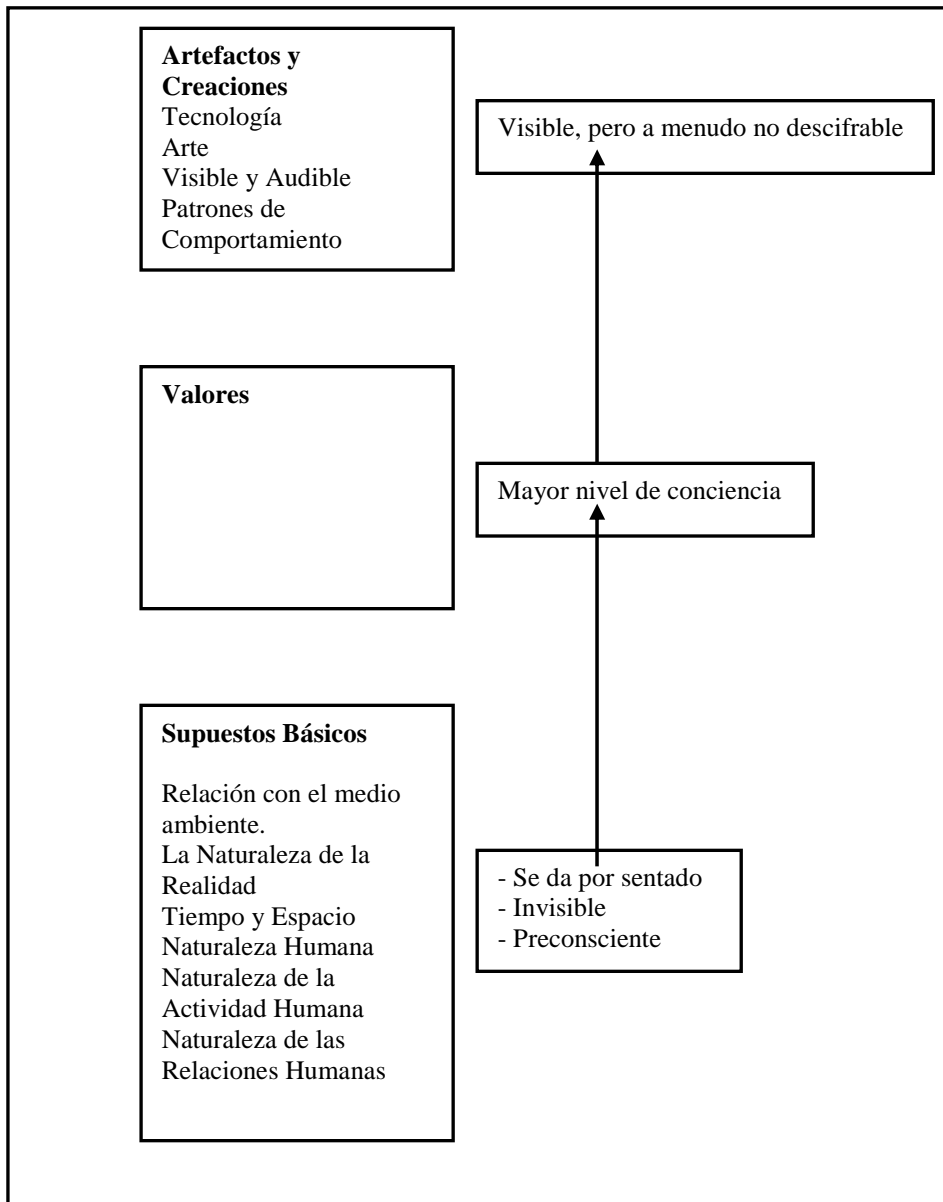 Artefactos y
Creaciones
Tecnología
Arte
Visible y Audible
Patrones de
Comportamiento
Visible, pero a menudo no descifrable
Valores
Mayor nivel de conciencia
Supuestos Básicos
Relación con el medio
ambiente.
La Naturaleza de la
Realidad
Tiempo y Espacio
Naturaleza Humana
Naturaleza de la
Actividad Humana
Naturaleza de las
Relaciones Humanas
- Se da por sentado
- Invisible
- Preconsciente